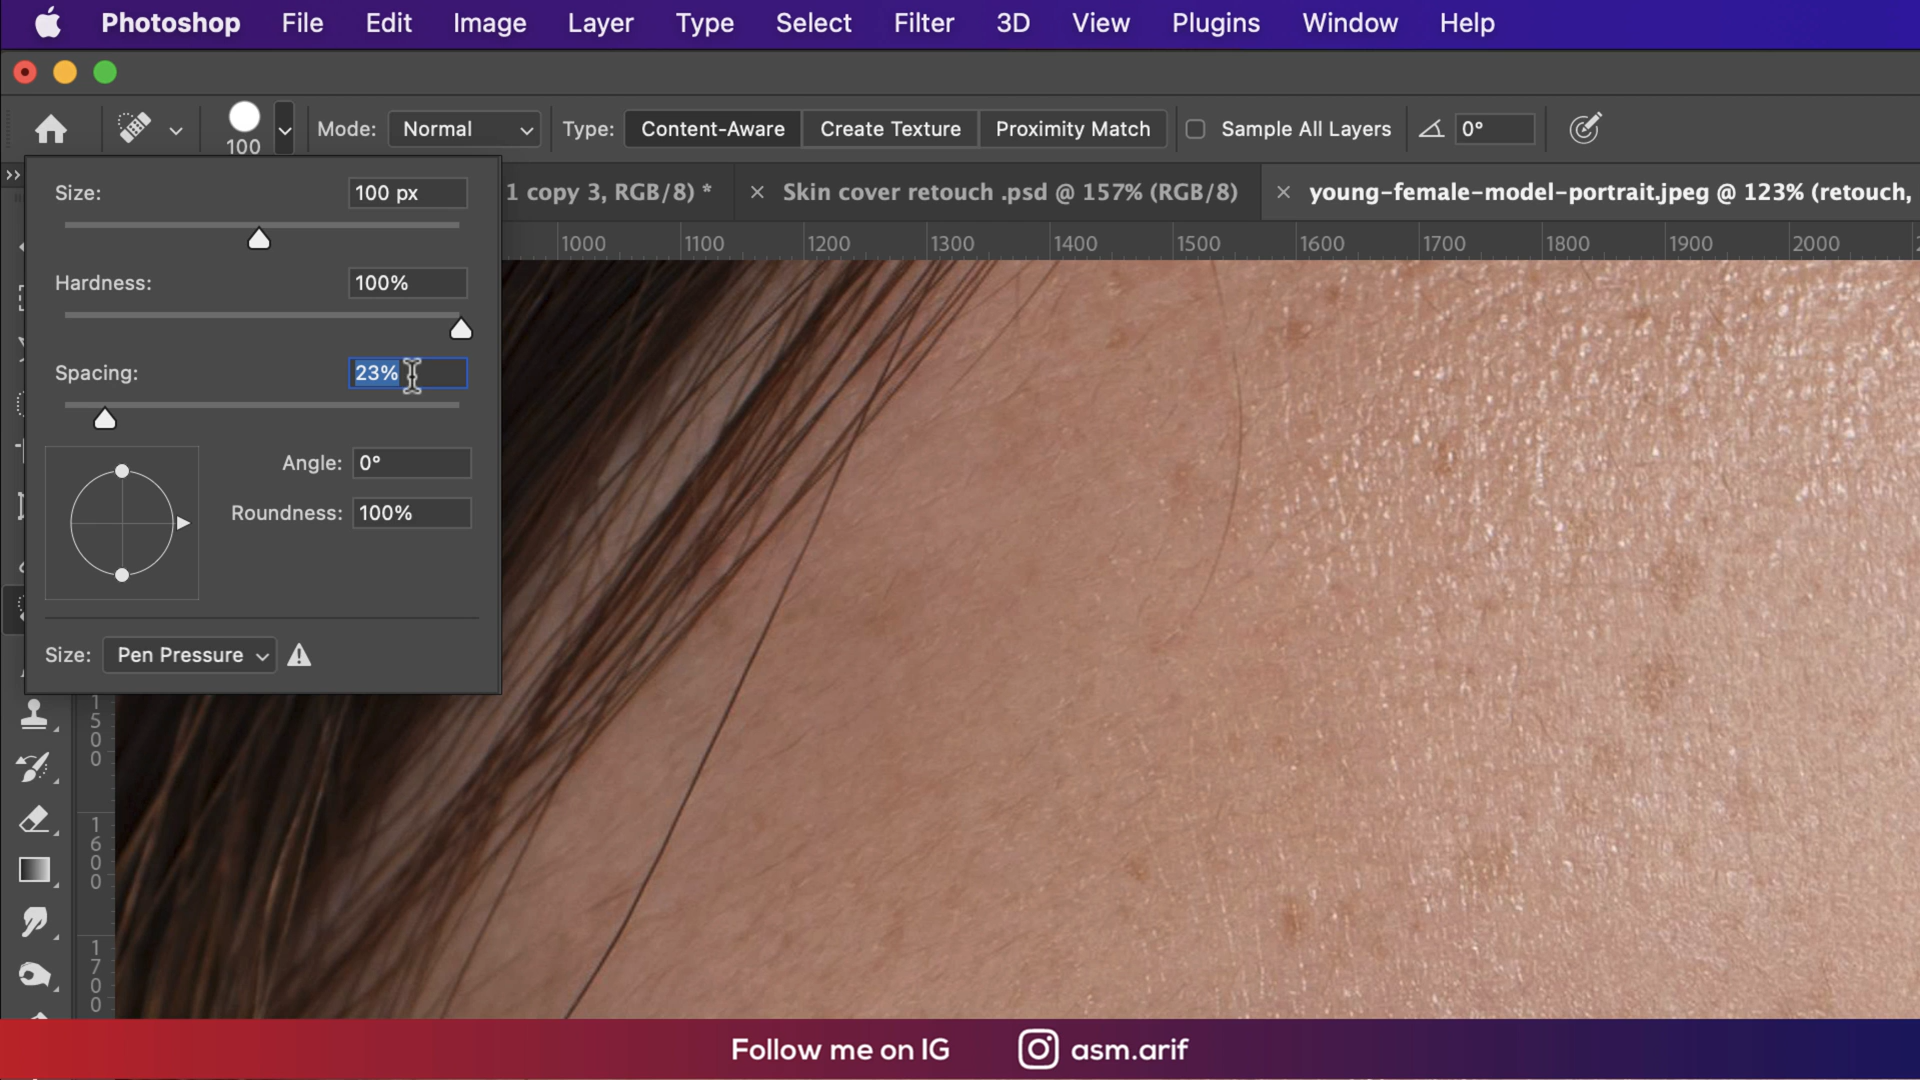 Photoshop File Edit Image Layer Type Select Filter 3D View Plugins Window Help
100 Mode: Normal Type: Content-Aware Create Texture Proximity Match Sample All Layers 0°
1 copy 3, RGB/8) * × Skin cover retouch .psd @ 157% (RGB/8) × young-female-model-portrait.jpeg @ 123% (retouch,
1000 1100 1200 1300 1400 1500 1600 1700 1800 1900 2000
Size: 100 px
Hardness: 100%
Spacing: 23%
Angle: 0°
Roundness: 100%
Size: Pen Pressure
1500
1600
1700
Follow me on IG asm.arif